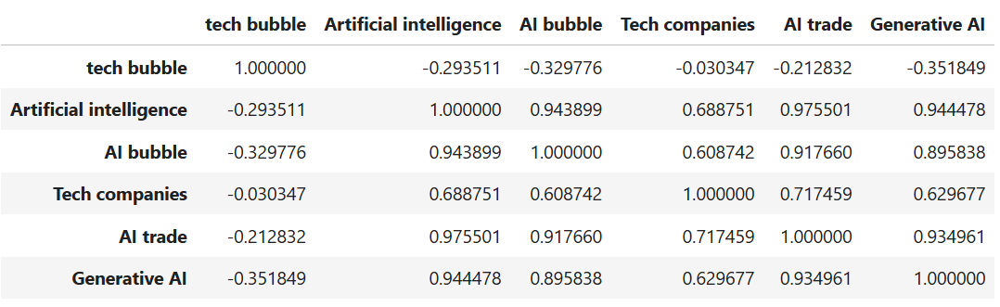 tech bubble Artificial intelligence AI bubble Tech companies AI trade Generative AI
tech bubble 1.000000 -0.293511 -0.329776 -0.030347 -0.212832 -0.351849
Artificial intelligence -0.293511 1.000000 0.943899 0.688751 0.975501 0.944478
AI bubble -0.329776 0.943899 1.000000 0.608742 0.917660 0.895838
Tech companies -0.030347 0.688751 0.608742 1.000000 0.717459 0.629677
AI trade -0.212832 0.975501 0.917660 0.717459 1.000000 0.934961
Generative AI -0.351849 0.944478 0.895838 0.629677 0.934961 1.000000